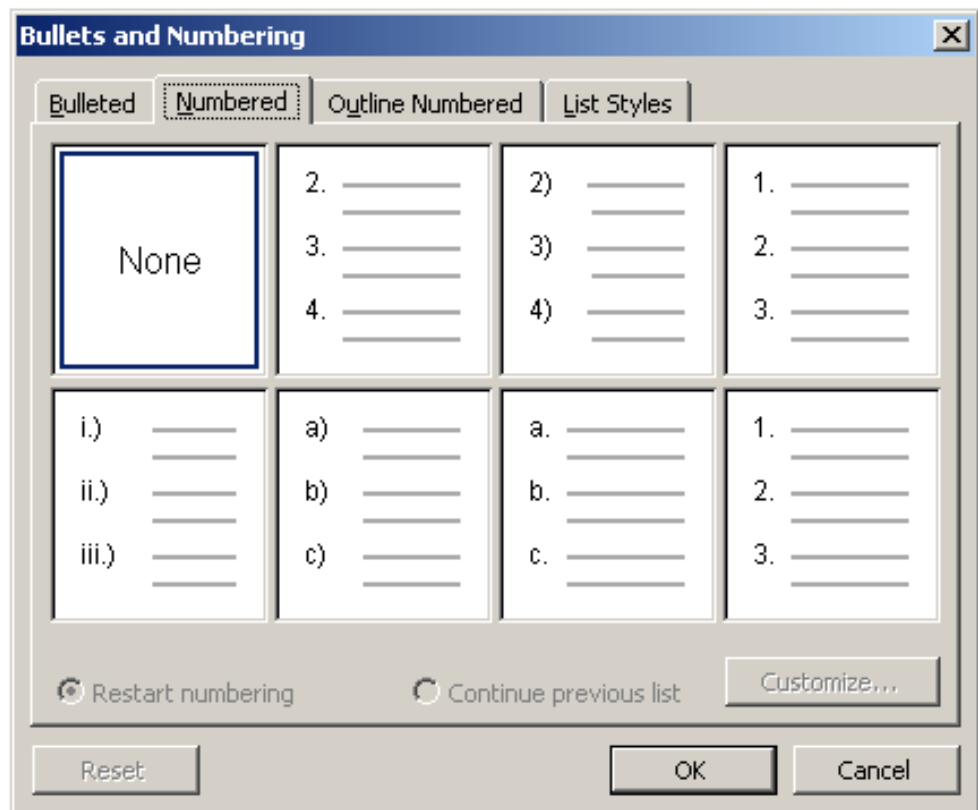 Bullets and Numbering
Bulleted Numbered Outline Numbered List Styles
None
2.
3.
4.
2)
3)
4)
1.
2.
3.
i.)
ii.)
iii.)
a)
b)
c)
a.
b.
c.
1.
2.
3.
Restart numbering Continue previous list Customize...
Reset OK Cancel